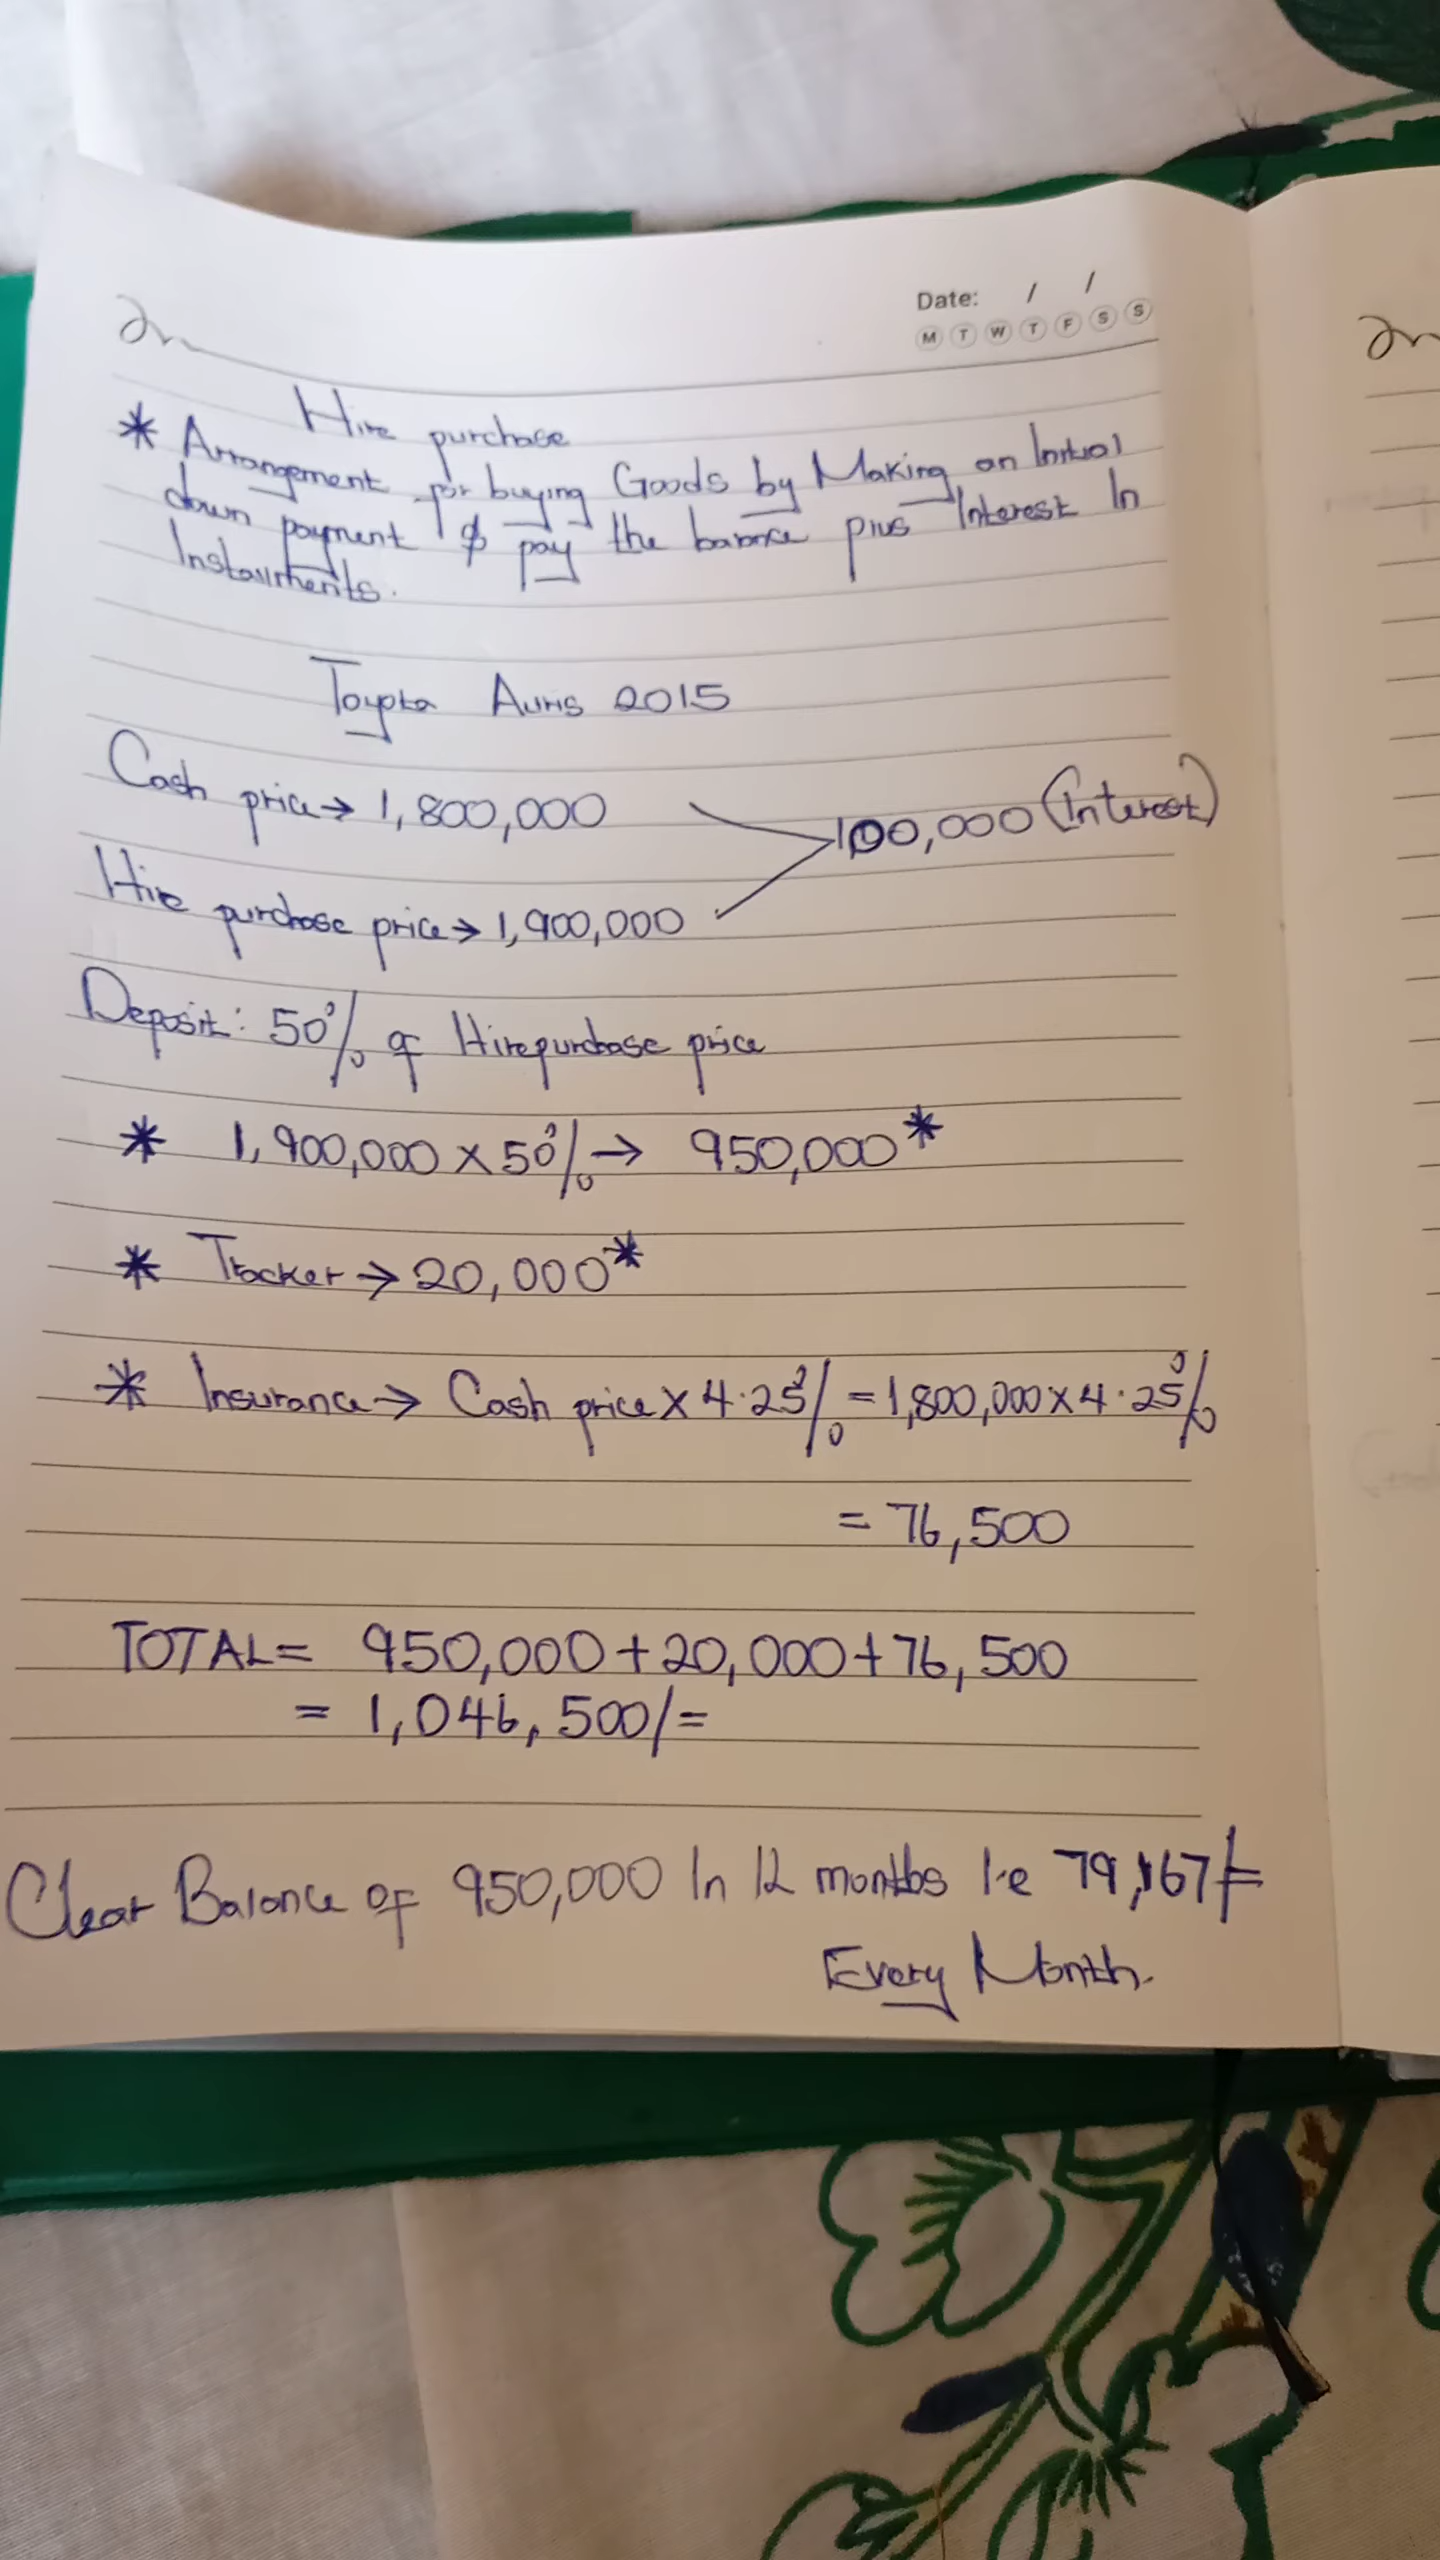 Date: / /
M T W T F S S
Hire purchase
* Arrangement for buying Goods by Making an Initial
down payment & pay the balance plus Interest In
Instalments.
Toyota Auris 2015
Cash price → 1,800,000
100,000 (Interest)
Hire purchase price → 1,900,000
Deposit: 50% of Hirepurchase price
* 1,900,000 x 50% → 950,000 *
* Tracker → 20,000 *
* Insurance → Cash price x 4.25% = 1,800,000 x 4.25%
= 76,500
TOTAL = 950,000 + 20,000 + 76,500
= 1,046,500/=
Clear Balance of 950,000 In 12 months I.e 79,167/=
Every Month.